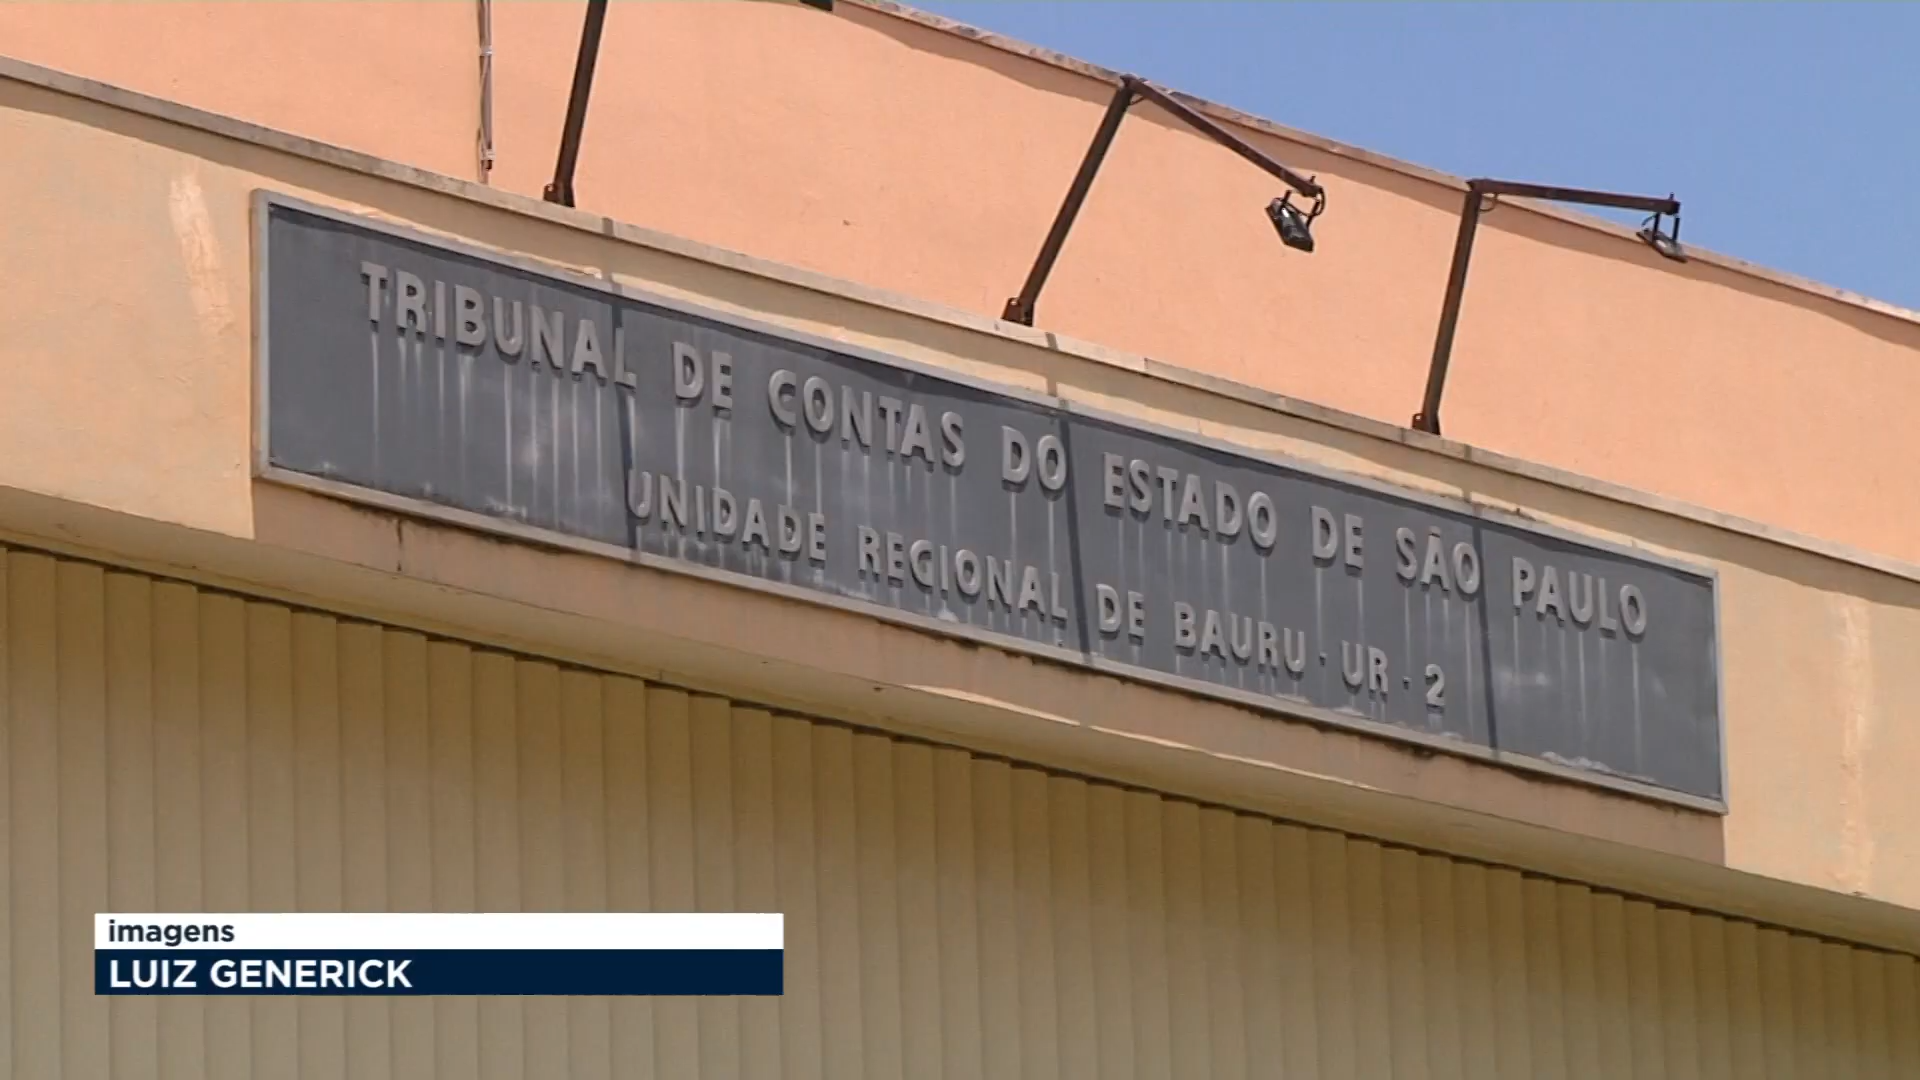 TRIBUNAL DE CONTAS DO ESTADO DE SÃO PAULO
UNIDADE REGIONAL DE BAURU · UR · 2
imagens
LUIZ GENERICK